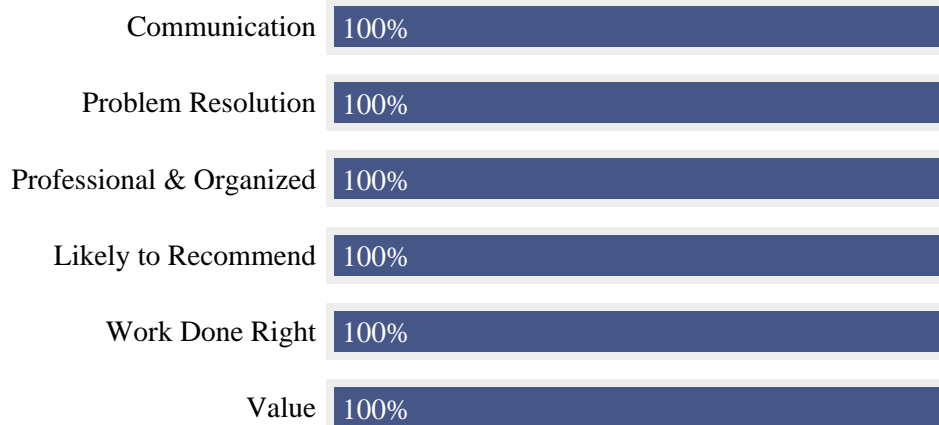 Communication 100%
Problem Resolution 100%
Professional & Organized 100%
Likely to Recommend 100%
Work Done Right 100%
Value 100%